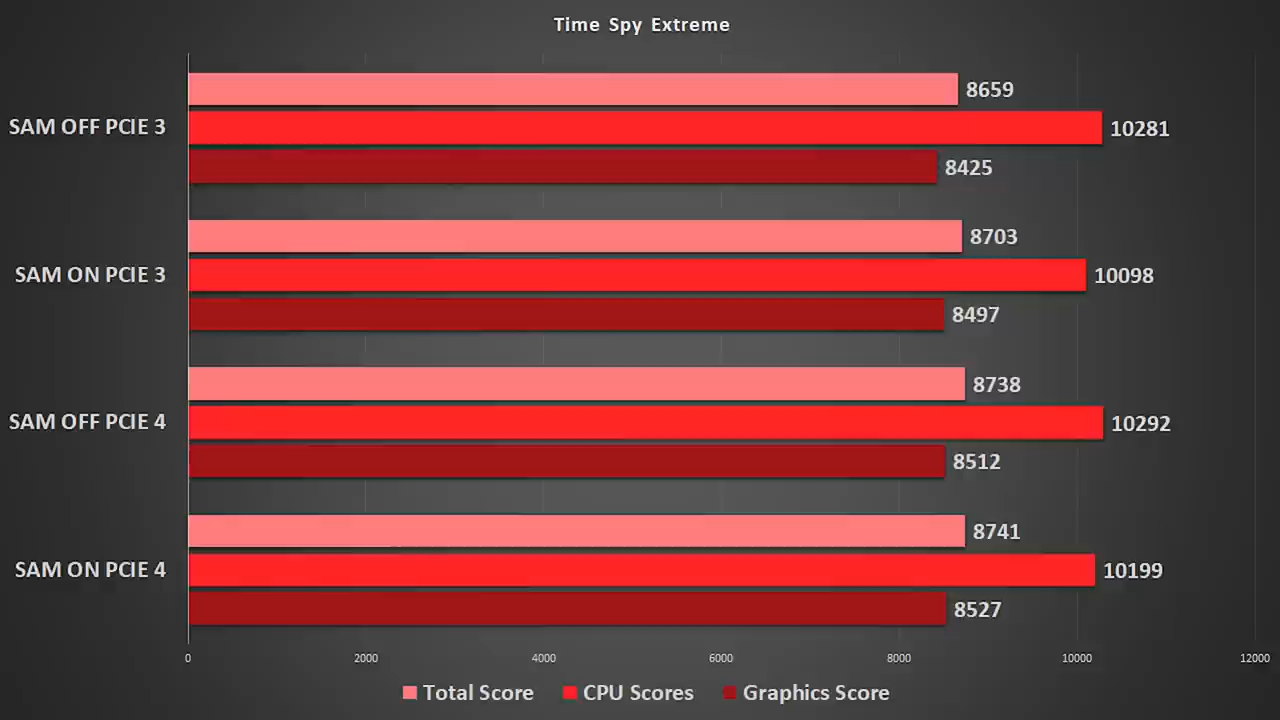 Time Spy Extreme
8659
SAM OFF PCIE 3
10281
8425
8703
SAM ON PCIE 3
10098
8497
8738
SAM OFF PCIE 4
10292
8512
8741
SAM ON PCIE 4
10199
8527
0 2000 4000 6000 8000 10000 12000
Total Score CPU Scores Graphics Score